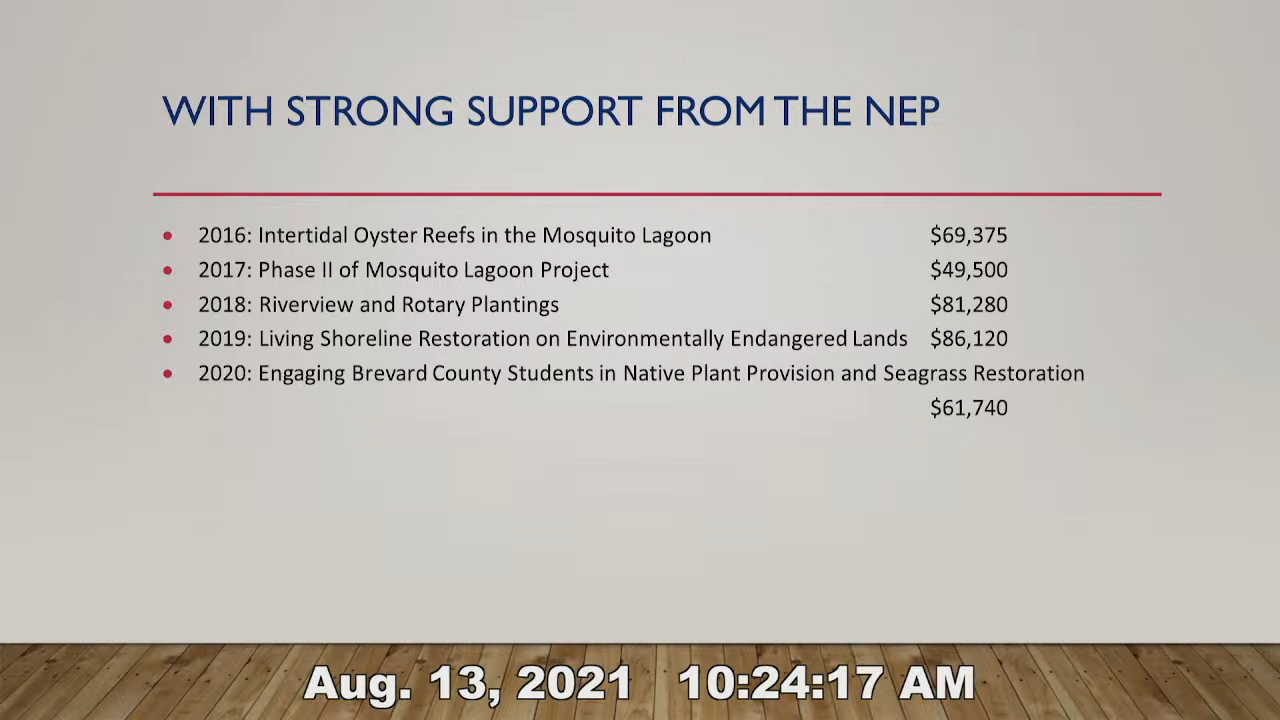 WITH STRONG SUPPORT FROM THE NEP
• 2016: Intertidal Oyster Reefs in the Mosquito Lagoon $69,375
• 2017: Phase II of Mosquito Lagoon Project $49,500
• 2018: Riverview and Rotary Plantings $81,280
• 2019: Living Shoreline Restoration on Environmentally Endangered Lands $86,120
• 2020: Engaging Brevard County Students in Native Plant Provision and Seagrass Restoration
$61,740
Aug. 13, 2021 10:24:17 AM